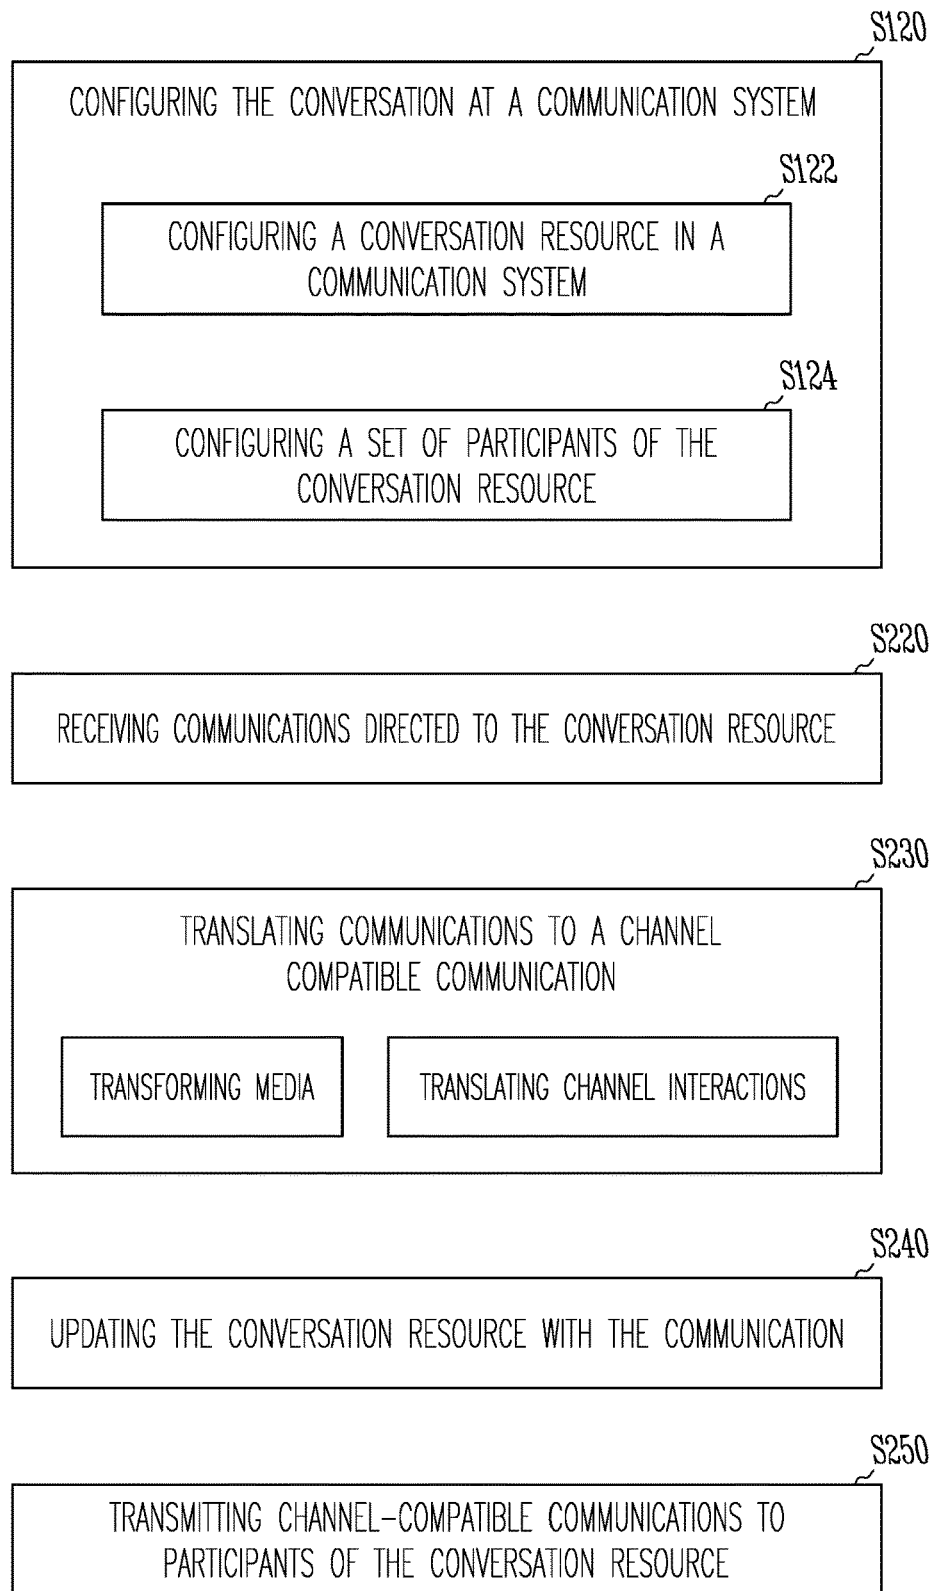 S120
CONFIGURING THE CONVERSATION AT A COMMUNICATION SYSTEM
S122
CONFIGURING A CONVERSATION RESOURCE IN A
COMMUNICATION SYSTEM
S124
CONFIGURING A SET OF PARTICIPANTS OF THE
CONVERSATION RESOURCE
S220
RECEIVING COMMUNICATIONS DIRECTED TO THE CONVERSATION RESOURCE
S230
TRANSLATING COMMUNICATIONS TO A CHANNEL
COMPATIBLE COMMUNICATION
TRANSFORMING MEDIA
TRANSLATING CHANNEL INTERACTIONS
S240
UPDATING THE CONVERSATION RESOURCE WITH THE COMMUNICATION
S250
TRANSMITTING CHANNEL-COMPATIBLE COMMUNICATIONS TO
PARTICIPANTS OF THE CONVERSATION RESOURCE